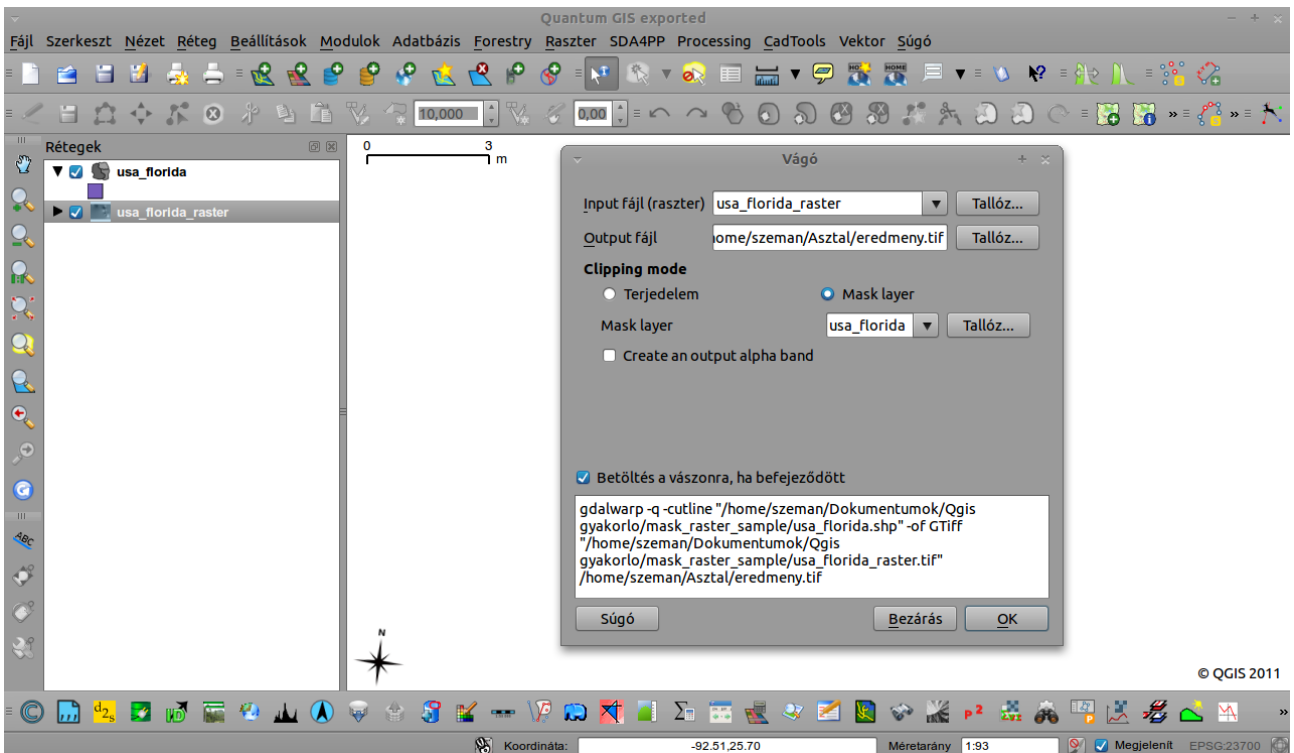 Quantum GIS exported
Fájl Szerkeszt Nézet Réteg Beállítások Modulok Adatbázis Forestry Raszter SDA4PP Processing CadTools Vektor Súgó
10,000 0,00
Rétegek
usa_florida
usa_florida_raster
0 3
m
Vágó
Input fájl (raszter) usa_florida_raster Tallóz...
Output fájl home/szeman/Asztal/eredmeny.tif Tallóz...
Clipping mode
Terjedelem Mask layer
Mask layer usa_florida Tallóz...
Create an output alpha band
Betöltés a vászonra, ha befejeződött
gdalwarp -q -cutline "/home/szeman/Dokumentumok/Qgis
gyakorlo/mask_raster_sample/usa_florida.shp" -of GTiff
"/home/szeman/Dokumentumok/Qgis
gyakorlo/mask_raster_sample/usa_florida_raster.tif"
/home/szeman/Asztal/eredmeny.tif
Súgó Bezárás OK
N
© QGIS 2011
Koordináta: -92.51,25.70 Méretarány 1:93 Megjelenít EPSG:23700